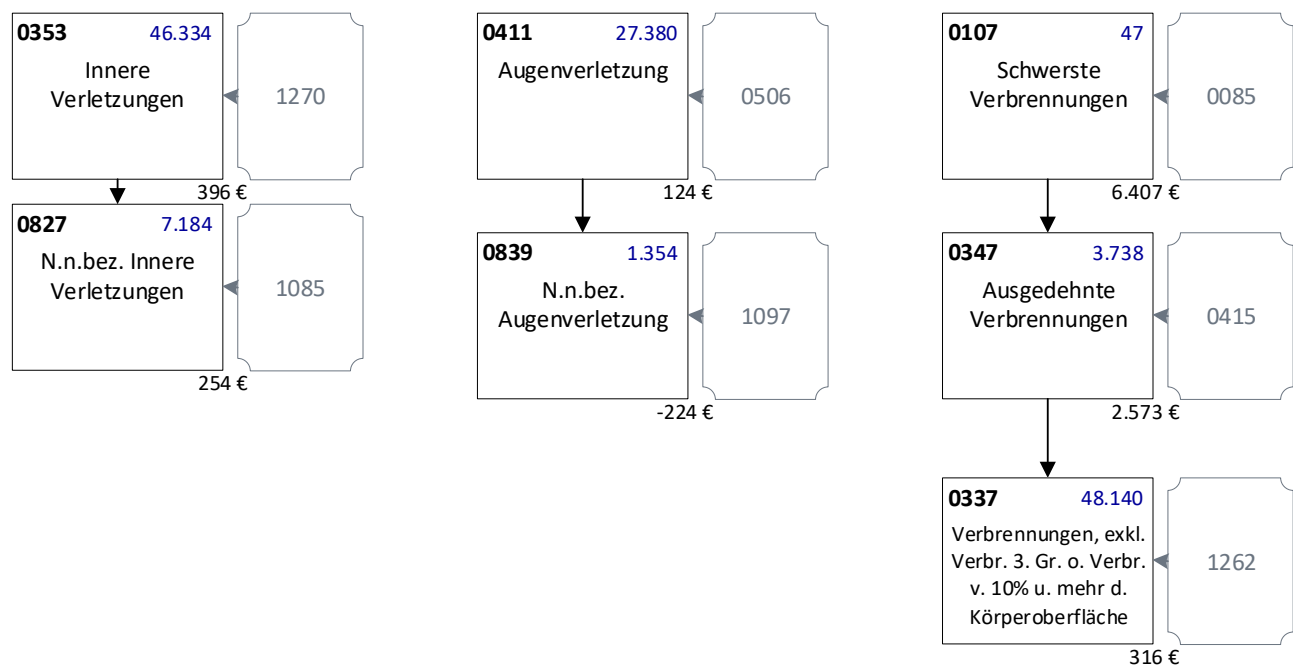 0353 46.334
Innere
Verletzungen
1270
396 €
0827 7.184
N.n.bez. Innere
Verletzungen
1085
254 €
0411 27.380
Augenverletzung
0506
124 €
0839 1.354
N.n.bez.
Augenverletzung
1097
-224 €
0107 47
Schwerste
Verbrennungen
0085
6.407 €
0347 3.738
Ausgedehnte
Verbrennungen
0415
2.573 €
0337 48.140
Verbrennungen, exkl.
Verbr. 3. Gr. o. Verbr.
v. 10% u. mehr d.
Körperoberfläche
1262
316 €